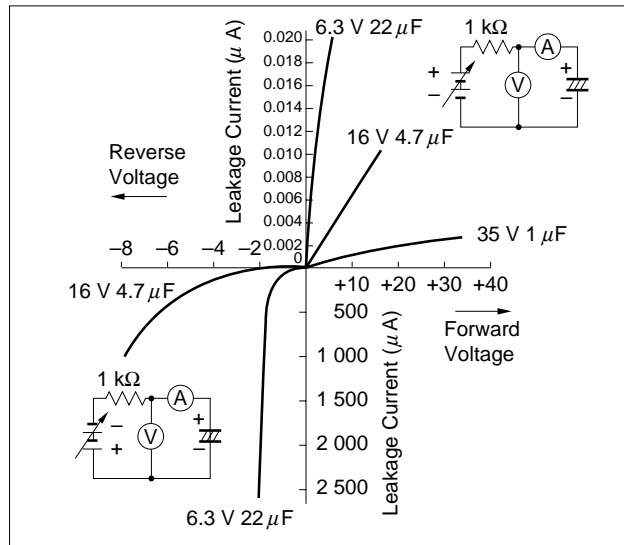 6.3 V 22 μF
0.020
0.018
0.016
0.014
0.012
0.010
0.008
0.006
0.004
0.002
0
Leakage Current (μ A)
1 kΩ
A
V
+
−
+
−
16 V 4.7 μF
Reverse
Voltage
35 V 1 μF
−8 −6 −4 −2
+10 +20 +30 +40
16 V 4.7 μF
500
1 000
1 500
2 000
2 500
Leakage Current (μ A)
Forward
Voltage
1 kΩ
A
V
−
+
+
−
6.3 V 22 μF